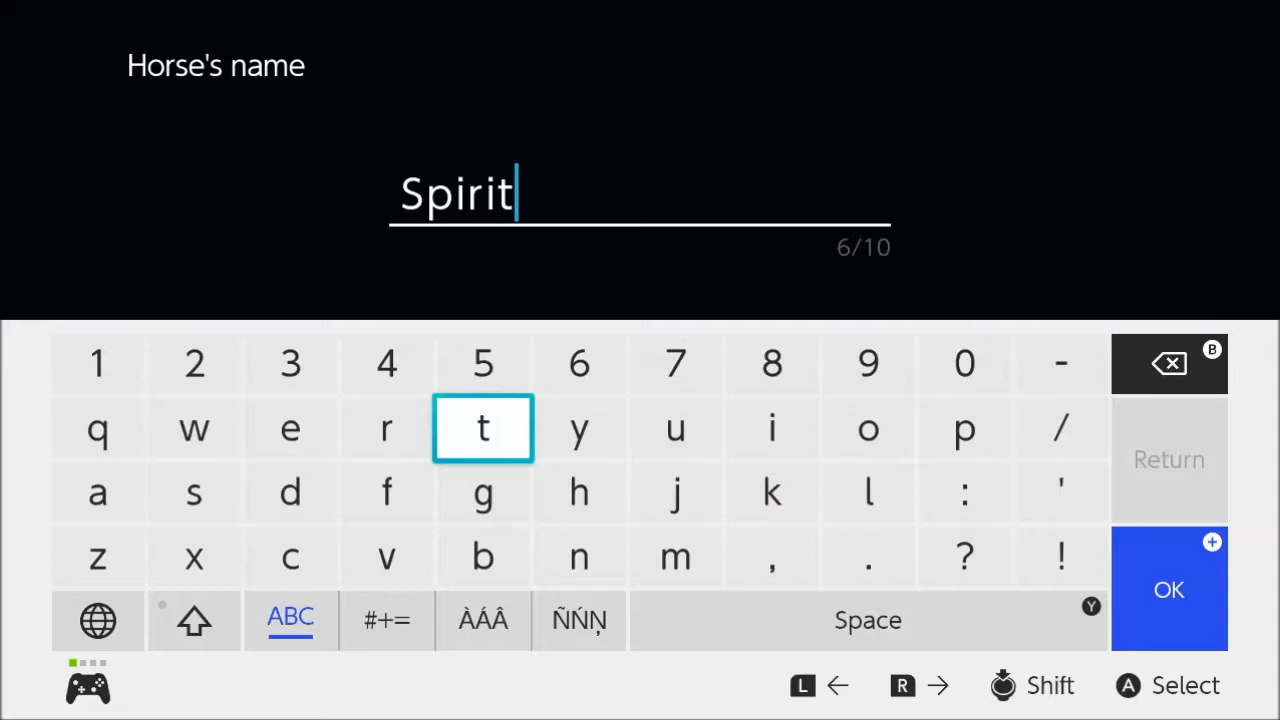 Horse's name
Spirit
6/10
1 2 3 4 5 6 7 8 9 0 - B
q w e r t y u i o p / Return
a s d f g h j k l : '
z x c v b n m , . ? ! + OK
ABC #+= ÀÁÂ ÑŃŅ Space Y
L ← R → Shift A Select